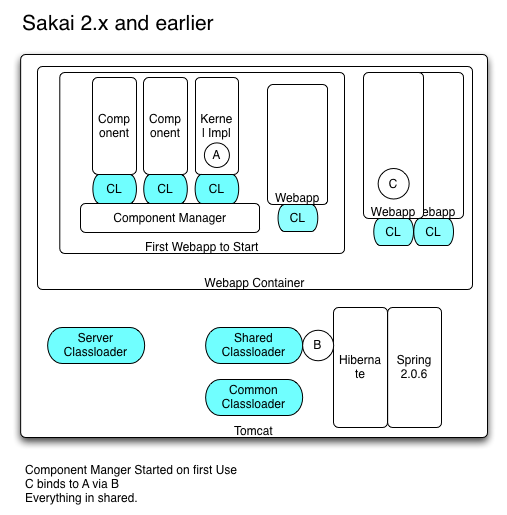 Sakai 2.x and earlier
Comp
onent
Comp
onent
Kerne
l Impl
A
CL
CL
CL
Component Manager
First Webapp to Start
Webapp
CL
C
Webapp
ebapp
CL
CL
Webapp Container
Server
Classloader
Shared
Classloader
B
Hiberna
te
Spring
2.0.6
Common
Classloader
Tomcat
Component Manger Started on first Use
C binds to A via B
Everything in shared.